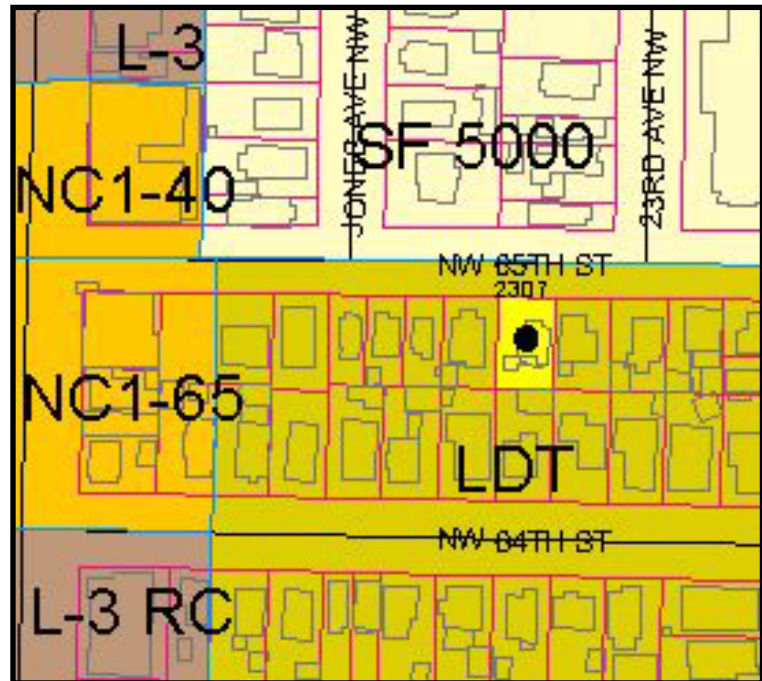 L-3
JONES AVE NW
SF 5000
23RD AVE NW
NC1-40
NW 65TH ST
2307
NC1-65
LDT
NW 64TH ST
L-3 RC